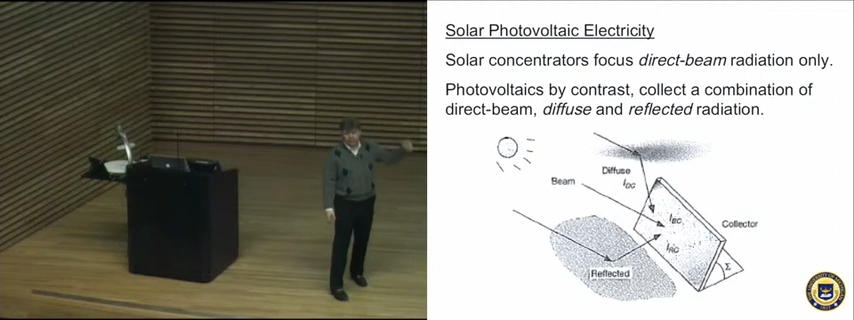 Solar Photovoltaic Electricity
Solar concentrators focus direct-beam radiation only.
Photovoltaics by contrast, collect a combination of
direct-beam, diffuse and reflected radiation.
Diffuse
I_DC
Beam
I_BC
Collector
I_RC
Reflected
Σ